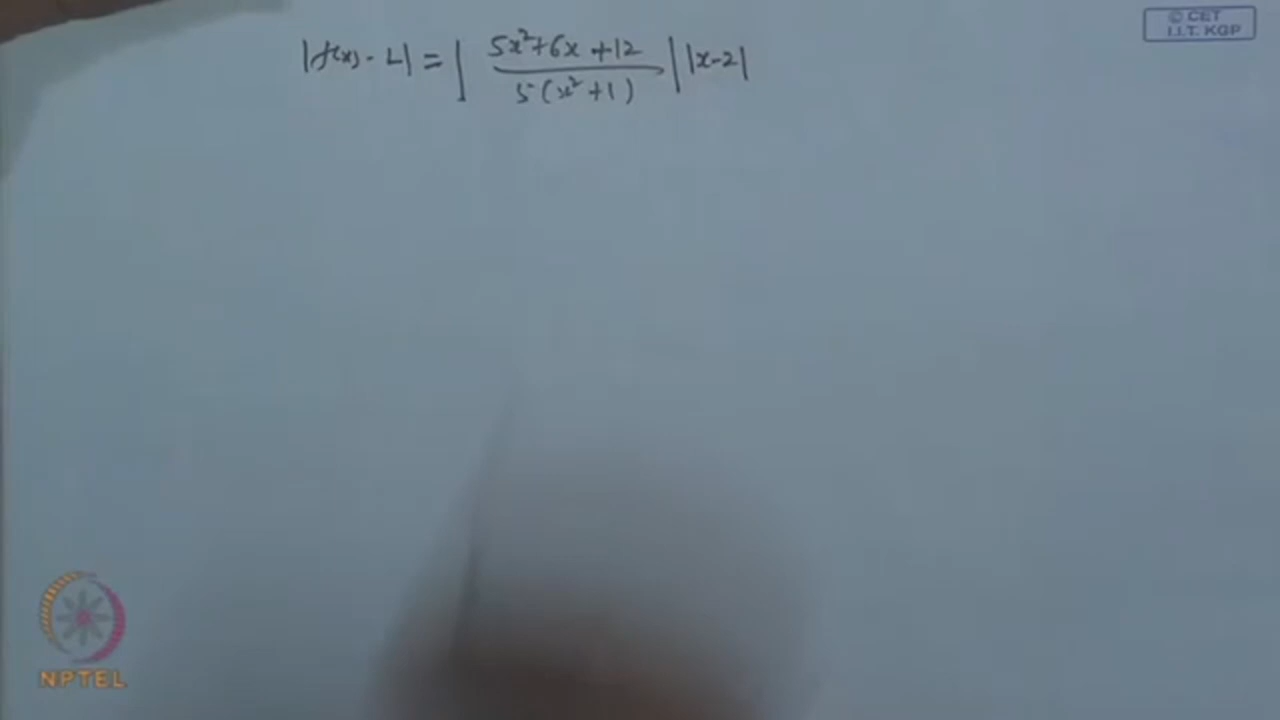 © CET
I.I.T. KGP
|f(x) - L| = | 5x²+6x+12 / 5(x²+1) | |x-2|
NPTEL